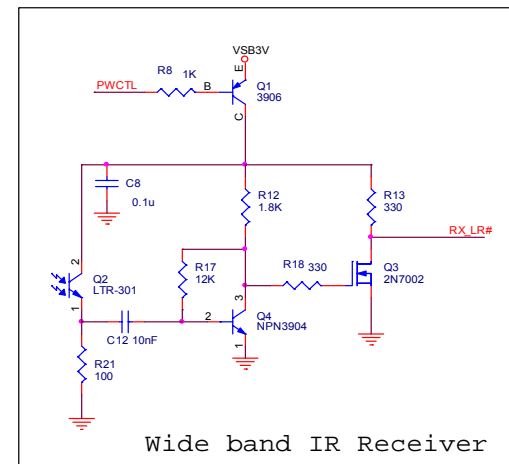 VSB3V
R8 1K
PWCTL
B
E
Q1
3906
C
C8
0.1u
R12
1.8K
R13
330
RX_LR#
2
Q2
LTR-301
1
R17
12K
R18 330
Q3
2N7002
3
Q4
NPN3904
2
1
C12 10nF
R21
100
Wide band IR Receiver